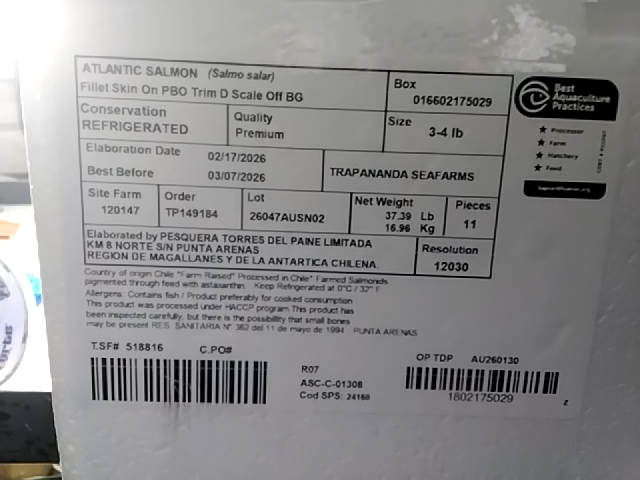 ATLANTIC SALMON (Salmo salar)
Fillet Skin On PBO Trim D Scale Off BG
Box
016602175029
Conservation
REFRIGERATED
Quality
Premium
Size
3-4 lb
Elaboration Date 02/17/2026
Best Before 03/07/2026
TRAPANANDA SEAFARMS
Site Farm
120147
Order
TP149184
Lot
26047AUSN02
Net Weight
37.39 Lb
16.96 Kg
Pieces
11
Elaborated by PESQUERA TORRES DEL PAINE LIMITADA
KM 8 NORTE S/N PUNTA ARENAS
REGION DE MAGALLANES Y DE LA ANTARTICA CHILENA
Resolution
12030
Country of origin Chile "Farm Raised" Processed in Chile" Farmed Salmonids
pigmented through feed with astaxanthin. Keep Refrigerated at 0°C / 32° F
Allergens: Contains fish / Product preferably for cooked consumption
This product was processed under HACCP program.This product has
been inspected carefully, but there is the possibility that small bones
may be present RES. SANITARIA N° 362 del 11 de mayo de 1994 PUNTA ARENAS
T.SF# 518816 C.PO#
R07
ASC-C-01308
Cod SPS: 24160
OP TDP AU260130
1802175029
Z
Best
Aquaculture
Practices
★ Processor
★ Farm
★ Hatchery
★ Feed
bapcertification.org